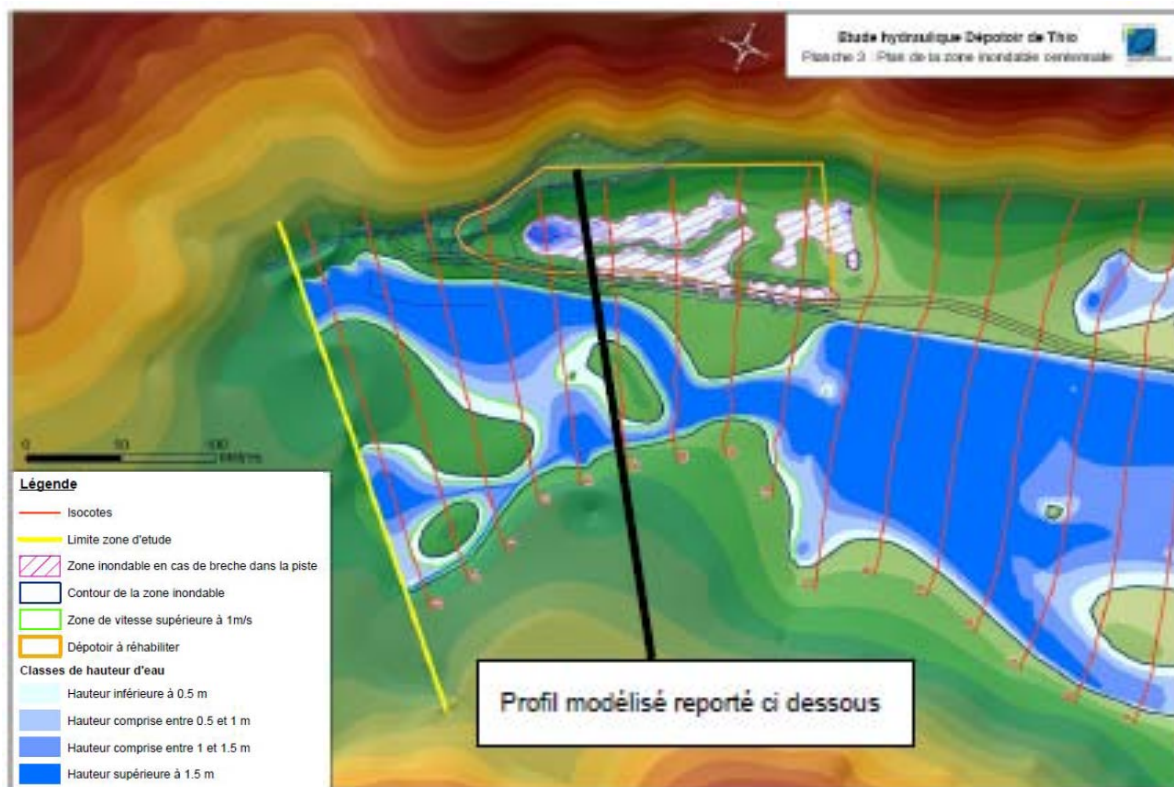 Etude hydraulique Dépotoir de Thio
Planche 3 : Plan de la zone inondable centennale
0 50 100
Mètres
Légende
Isocotes
Limite zone d'etude
Zone inondable en cas de breche dans la piste
Contour de la zone inondable
Zone de vitesse supérieure à 1m/s
Dépotoir à réhabiliter
Classes de hauteur d'eau
Hauteur inférieure à 0.5 m
Hauteur comprise entre 0.5 et 1 m
Hauteur comprise entre 1 et 1.5 m
Hauteur supérieure à 1.5 m
Profil modélisé reporté ci dessous